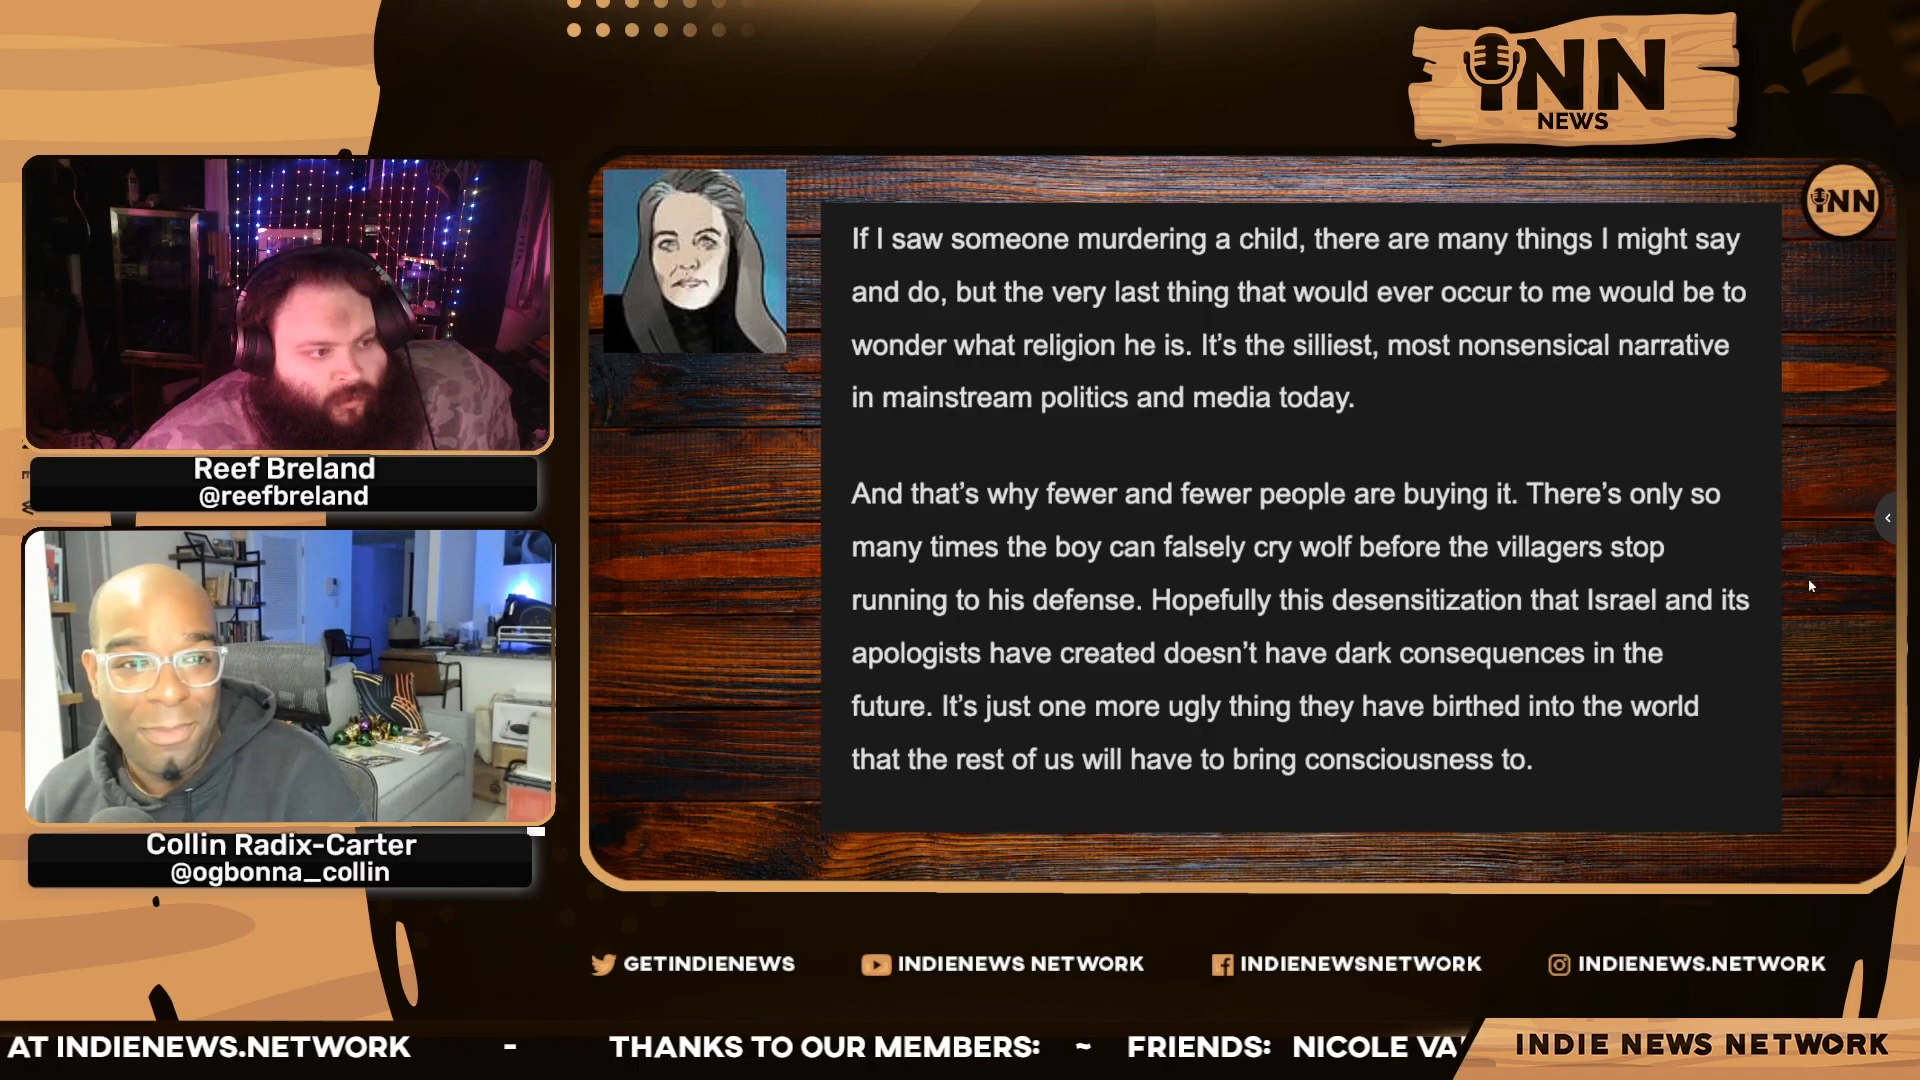 iNN
NEWS
iNN
If I saw someone murdering a child, there are many things I might say
and do, but the very last thing that would ever occur to me would be to
wonder what religion he is. It’s the silliest, most nonsensical narrative
in mainstream politics and media today.
And that’s why fewer and fewer people are buying it. There’s only so
many times the boy can falsely cry wolf before the villagers stop
running to his defense. Hopefully this desensitization that Israel and its
apologists have created doesn’t have dark consequences in the
future. It’s just one more ugly thing they have birthed into the world
that the rest of us will have to bring consciousness to.
Reef Breland
@reefbreland
Collin Radix-Carter
@ogbonna_collin
GETINDIENEWS
INDIENEWS NETWORK
INDIENEWSNETWORK
INDIENEWS.NETWORK
AT INDIENEWS.NETWORK - THANKS TO OUR MEMBERS: ~ FRIENDS: NICOLE
INDIE NEWS NETWORK